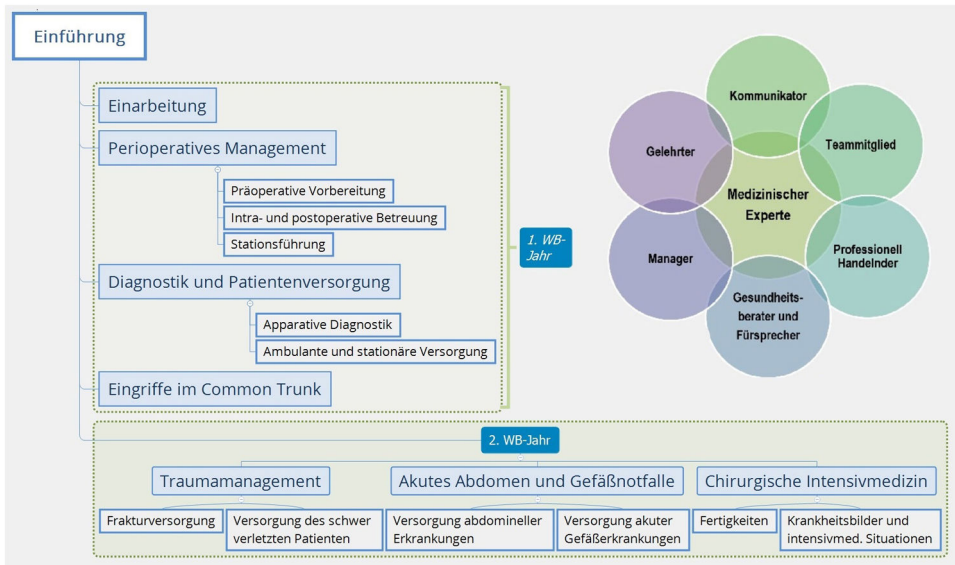 Einführung
Einarbeitung
Perioperatives Management
Präoperative Vorbereitung
Intra- und postoperative Betreuung
Stationsführung
Diagnostik und Patientenversorgung
Apparative Diagnostik
Ambulante und stationäre Versorgung
Eingriffe im Common Trunk
1. WB-
Jahr
Kommunikator
Gelehrter
Teammitglied
Medizinischer
Experte
Manager
Professionell
Handelnder
Gesundheits-
berater und
Fürsprecher
2. WB-Jahr
Traumamanagement
Akutes Abdomen und Gefäßnotfalle
Chirurgische Intensivmedizin
Frakturversorgung
Versorgung des schwer
verletzten Patienten
Versorgung abdomineller
Erkrankungen
Versorgung akuter
Gefäßerkrankungen
Fertigkeiten
Krankheitsbilder und
intensivmed. Situationen